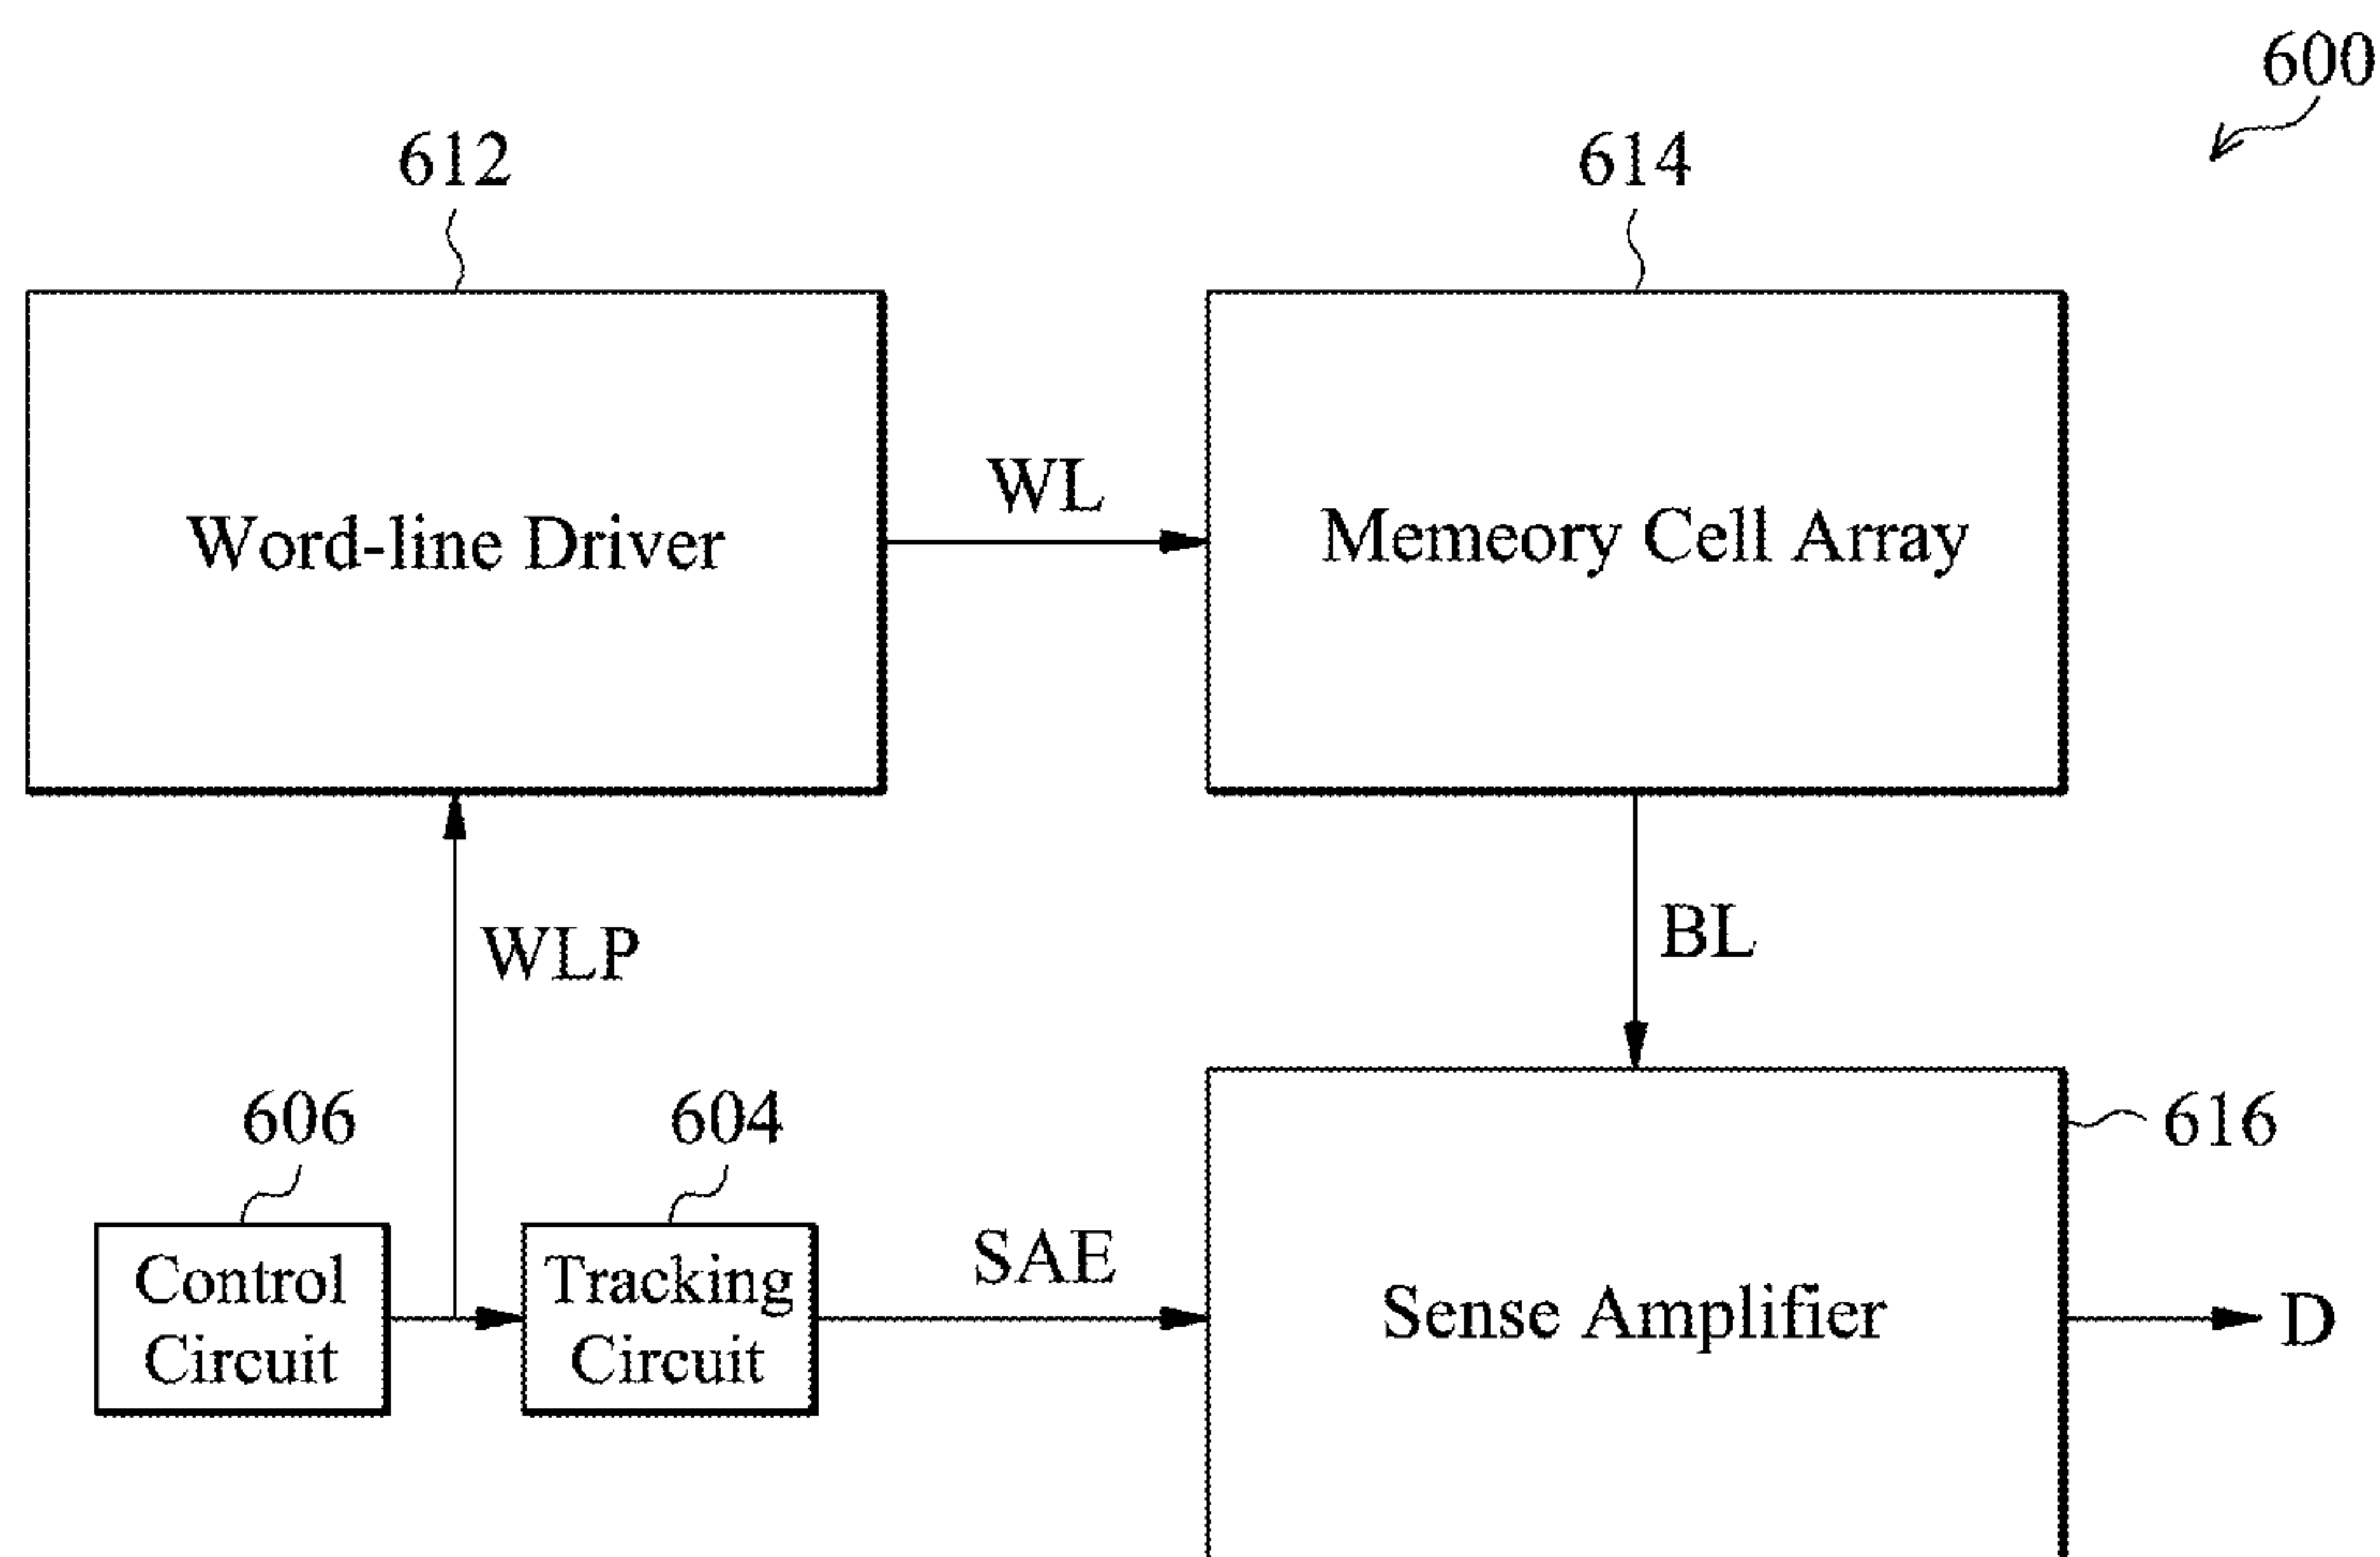 600
612
614
Word-line Driver
WL
Memeory Cell Array
WLP
BL
606
604
616
Control
Circuit
Tracking
Circuit
SAE
Sense Amplifier
D